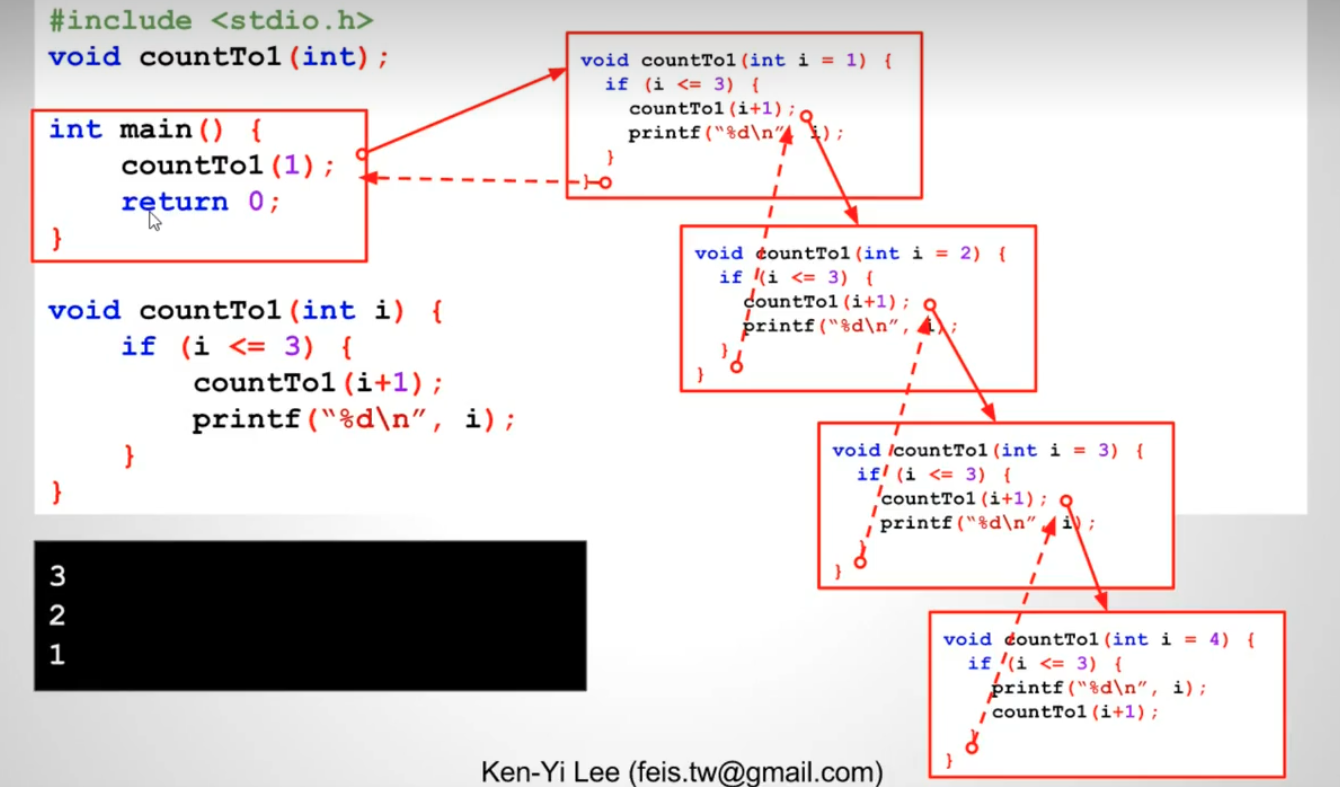 #include <stdio.h>
void countTo1(int);
int main() {
countTo1(1);
return 0;
}
void countTo1(int i) {
if (i <= 3) {
countTo1(i+1);
printf(“%d\n”, i);
}
}
3
2
1
void countTo1(int i = 1) {
if (i <= 3) {
countTo1(i+1);
printf(“%d\n”, i);
}
}
void countTo1(int i = 2) {
if (i <= 3) {
countTo1(i+1);
printf(“%d\n”, i);
}
}
void countTo1(int i = 3) {
if (i <= 3) {
countTo1(i+1);
printf(“%d\n”, i);
}
}
void countTo1(int i = 4) {
if (i <= 3) {
printf(“%d\n”, i);
countTo1(i+1);
}
}
Ken-Yi Lee (feis.tw@gmail.com)